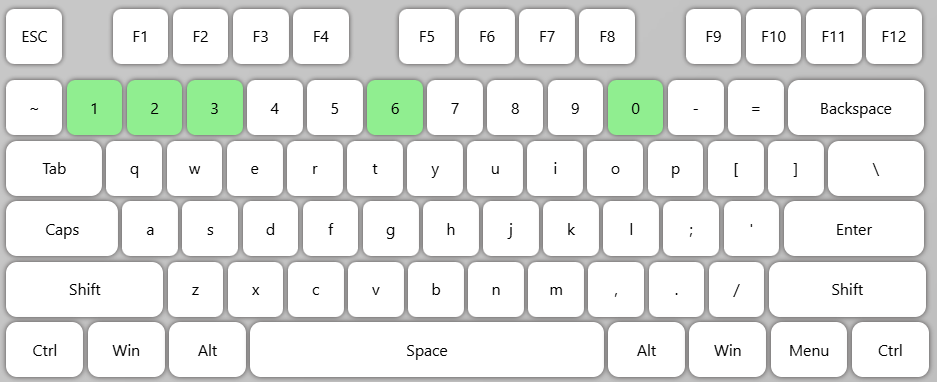 ESC F1 F2 F3 F4 F5 F6 F7 F8 F9 F10 F11 F12
~ 1 2 3 4 5 6 7 8 9 0 - = Backspace
Tab q w e r t y u i o p [ ] \
Caps a s d f g h j k l ; ' Enter
Shift z x c v b n m , . / Shift
Ctrl Win Alt Space Alt Win Menu Ctrl